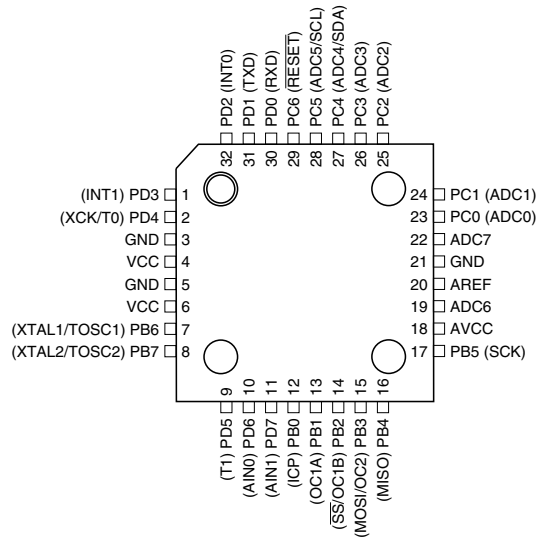 PD2 (INT0)
PD1 (TXD)
PD0 (RXD)
PC6 (RESET)
PC5 (ADC5/SCL)
PC4 (ADC4/SDA)
PC3 (ADC3)
PC2 (ADC2)
32
31
30
29
28
27
26
25
(INT1) PD3 1
(XCK/T0) PD4 2
GND 3
VCC 4
GND 5
VCC 6
(XTAL1/TOSC1) PB6 7
(XTAL2/TOSC2) PB7 8
24 PC1 (ADC1)
23 PC0 (ADC0)
22 ADC7
21 GND
20 AREF
19 ADC6
18 AVCC
17 PB5 (SCK)
9
10
11
12
13
14
15
16
(T1) PD5
(AIN0) PD6
(AIN1) PD7
(ICP) PB0
(OC1A) PB1
(SS/OC1B) PB2
(MOSI/OC2) PB3
(MISO) PB4